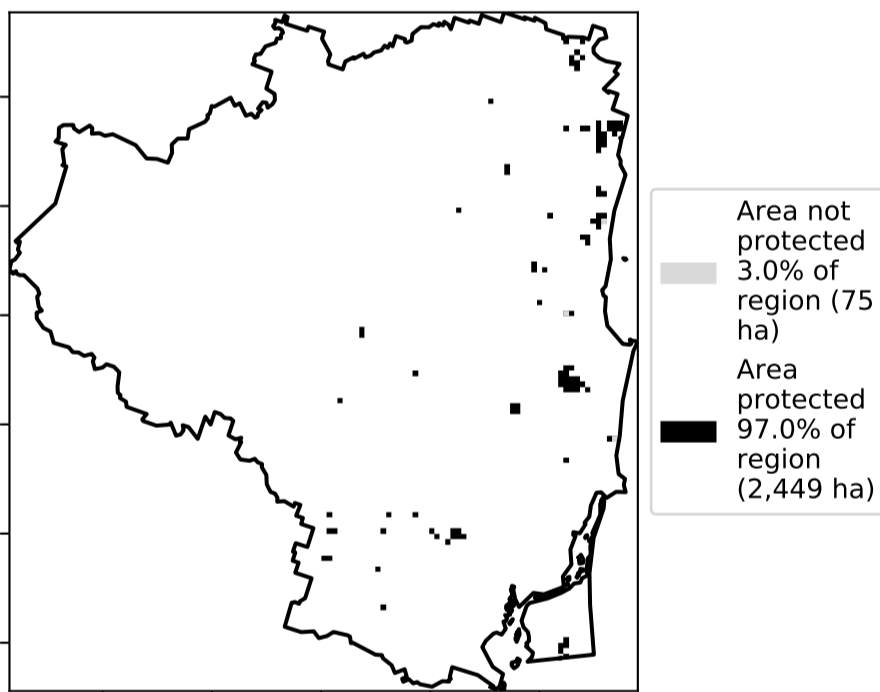 Area not
protected
3.0% of
region (75
ha)
Area
protected
97.0% of
region
(2,449 ha)